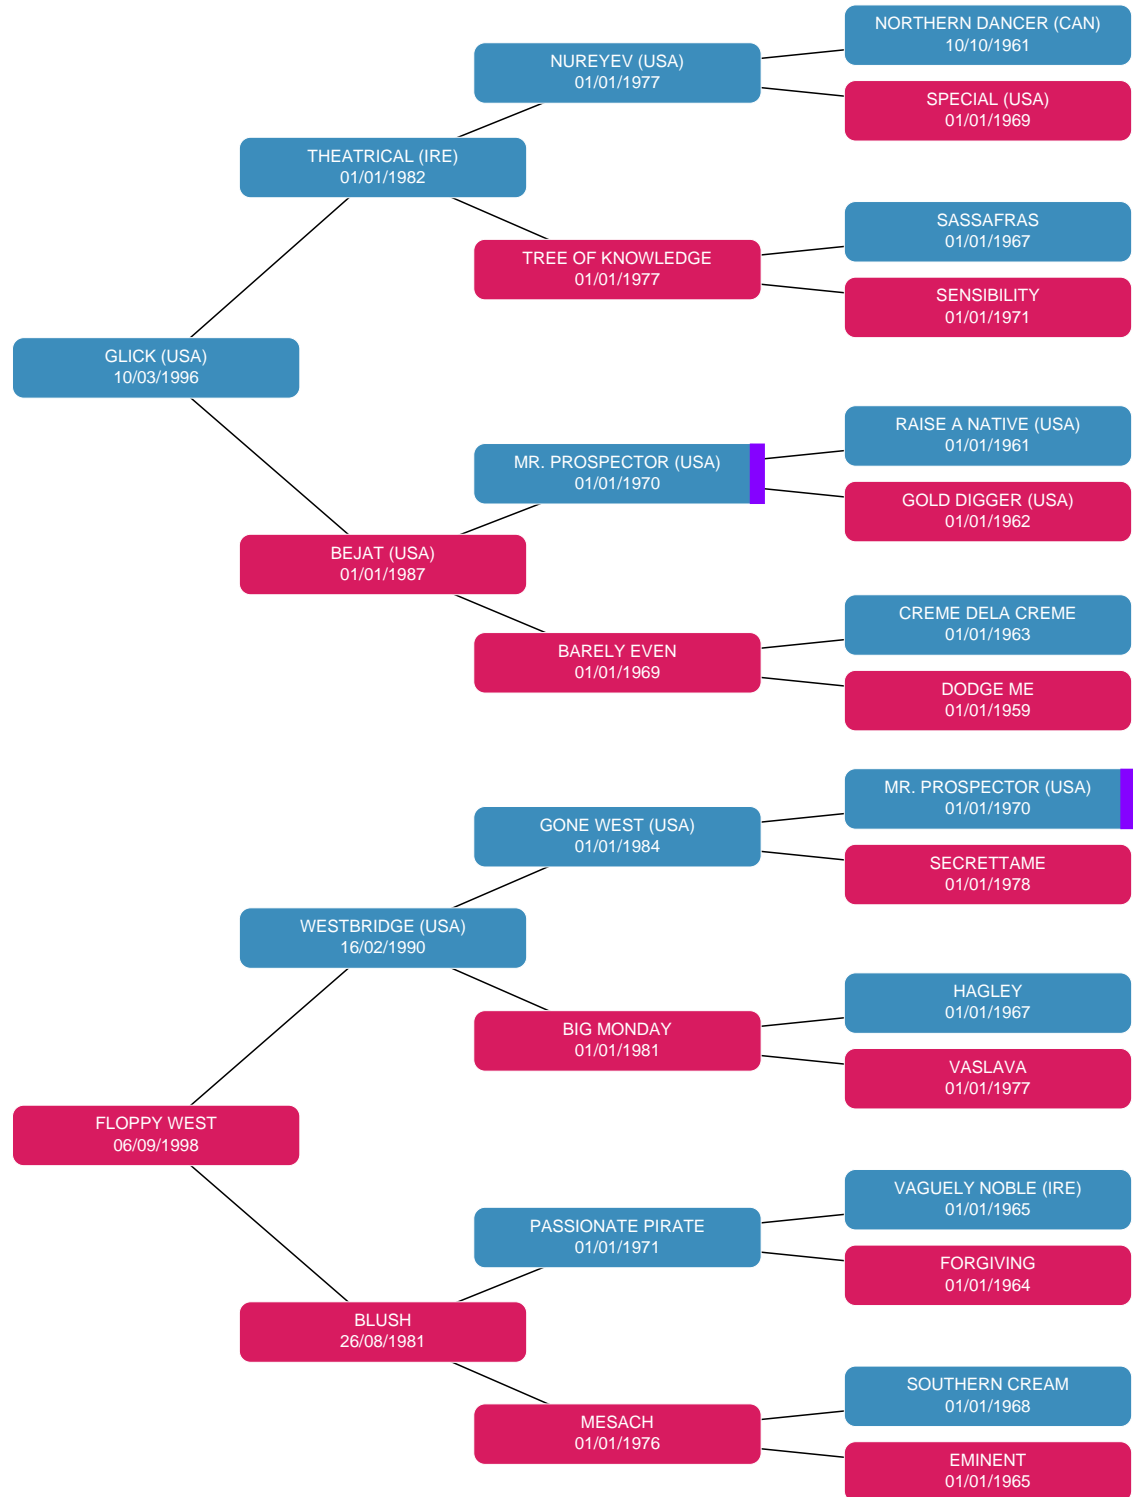 NORTHERN DANCER (CAN)
10/10/1961
NUREYEV (USA)
01/01/1977
SPECIAL (USA)
01/01/1969
THEATRICAL (IRE)
01/01/1982
SASSAFRAS
01/01/1967
TREE OF KNOWLEDGE
01/01/1977
SENSIBILITY
01/01/1971
GLICK (USA)
10/03/1996
RAISE A NATIVE (USA)
01/01/1961
MR. PROSPECTOR (USA)
01/01/1970
GOLD DIGGER (USA)
01/01/1962
BEJAT (USA)
01/01/1987
CREME DELA CREME
01/01/1963
BARELY EVEN
01/01/1969
DODGE ME
01/01/1959
MR. PROSPECTOR (USA)
01/01/1970
GONE WEST (USA)
01/01/1984
SECRETTAME
01/01/1978
WESTBRIDGE (USA)
16/02/1990
HAGLEY
01/01/1967
BIG MONDAY
01/01/1981
VASLAVA
01/01/1977
FLOPPY WEST
06/09/1998
VAGUELY NOBLE (IRE)
01/01/1965
PASSIONATE PIRATE
01/01/1971
FORGIVING
01/01/1964
BLUSH
26/08/1981
SOUTHERN CREAM
01/01/1968
MESACH
01/01/1976
EMINENT
01/01/1965